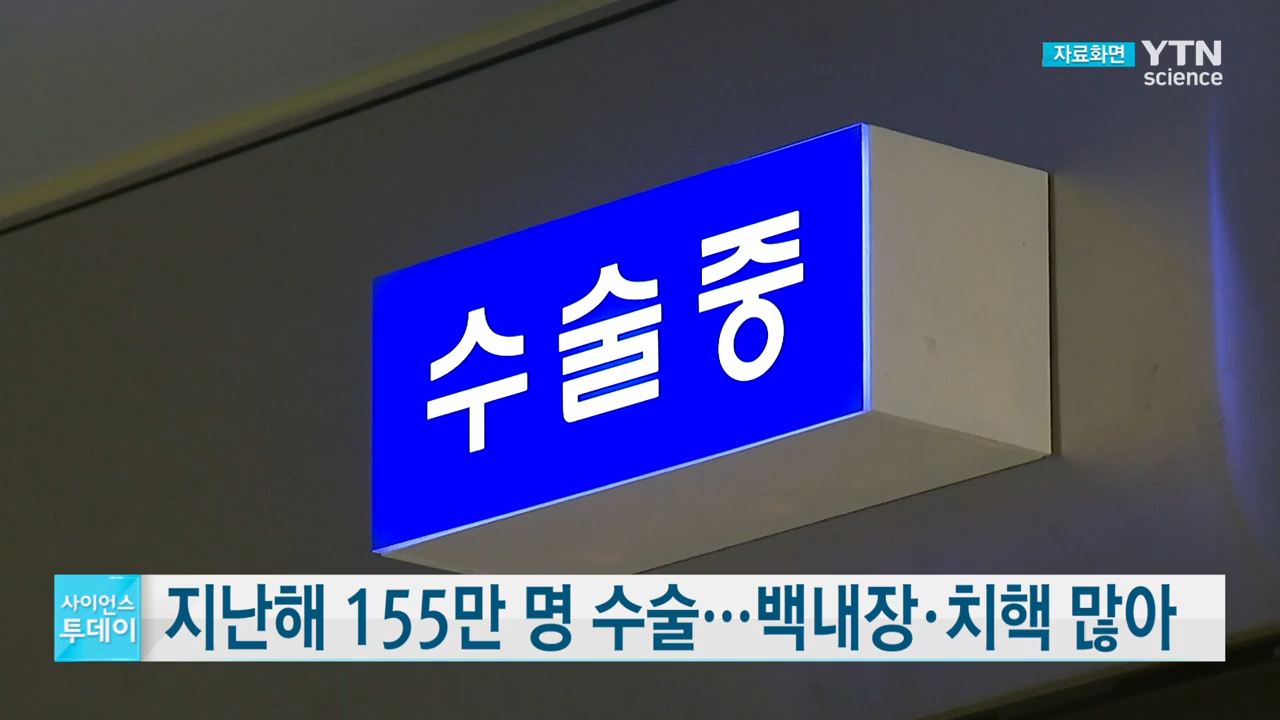 자료화면
YTN
science
수술중
사이언스
투데이
지난해 155만 명 수술…백내장·치핵 많아